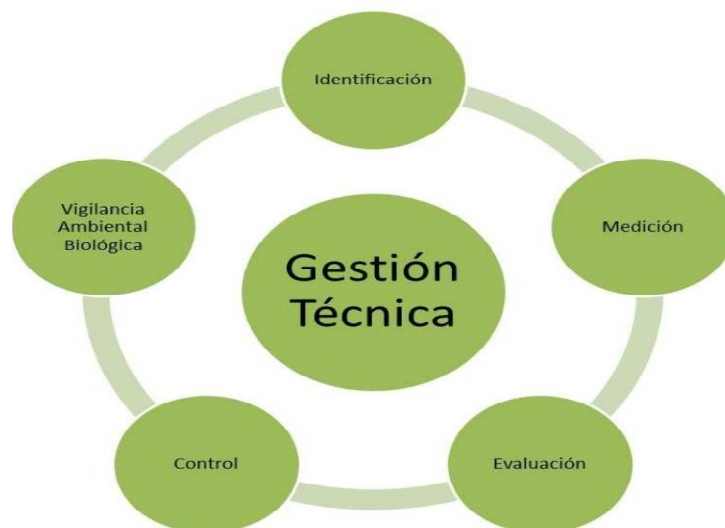 Identificación
Medición
Evaluación
Control
Vigilancia
Ambiental
Biológica
Gestión
Técnica